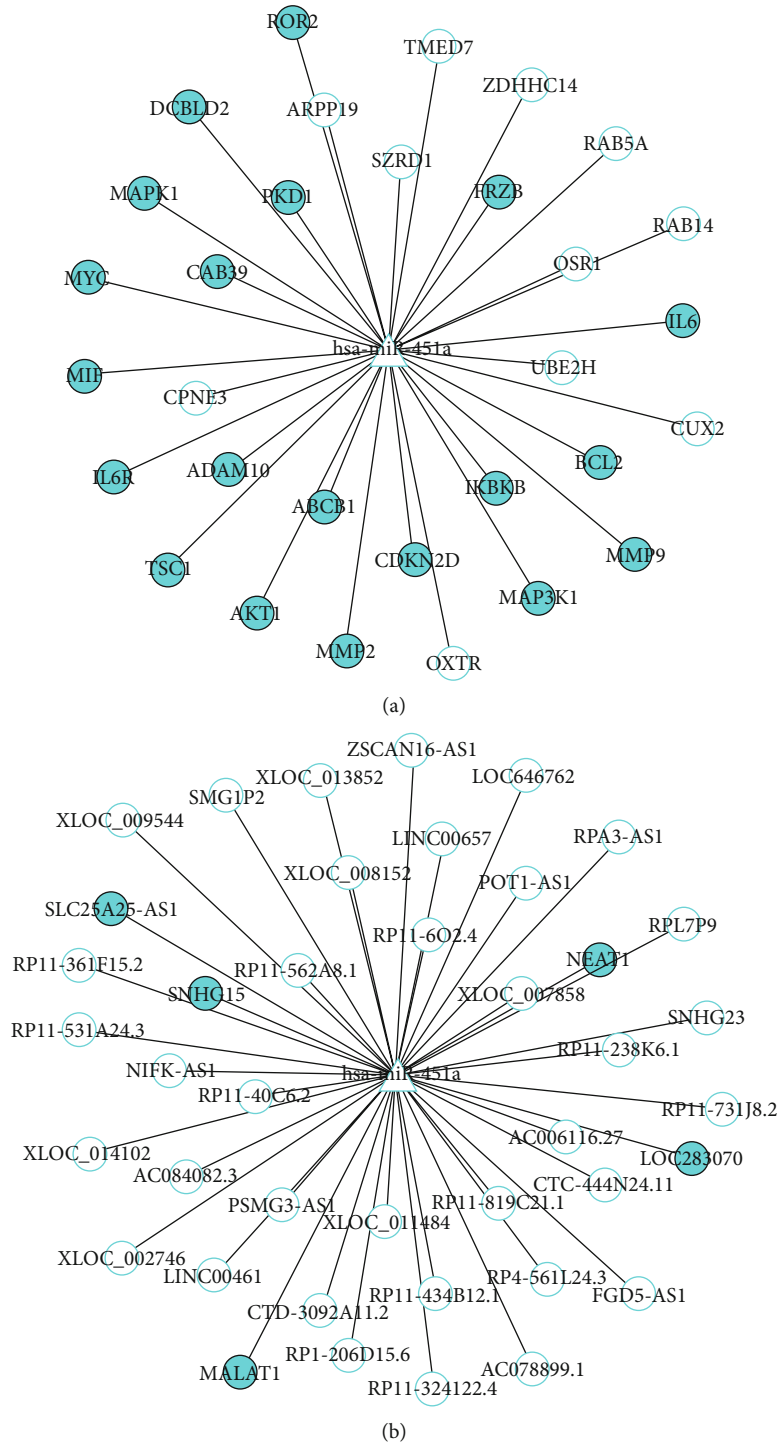 ROR2
TMED7
ZDHHC14
DCBLD2
ARPP19
RAB5A
SZRD1
MAPK1
PKD1
FRZB
RAB14
OSR1
MYC
CAB39
IL6
hsa-miR-451a
MIF
UBE2H
CPNE3
CUX2
IL6R
ADAM10
BCL2
IKBKB
ABCB1
TSC1
CDKN2D
MMP9
AKT1
MAP3K1
MMP2
OXTR
(a)
ZSCAN16-AS1
XLOC_013852
LOC646762
SMG1P2
XLOC_009544
LINC00657
RPA3-AS1
XLOC_008152
POT1-AS1
SLC25A25-AS1
RPL7P9
RP11-6O2.4
NEAT1
RP11-361F15.2
RP11-562A8.1
SNHG15
XLOC_007858
SNHG23
RP11-531A24.3
RP11-238K6.1
NIFK-AS1
hsa-miR-451a
RP11-40C6.2
RP11-731J8.2
AC006116.27
XLOC_014102
LOC283070
AC084082.3
CTC-444N24.11
PSMG3-AS1
RP11-819C21.1
XLOC_011484
XLOC_002746
LINC00461
RP4-561L24.3
FGD5-AS1
RP11-434B12.1
CTD-3092A11.2
RP1-206D15.6
AC078899.1
MALAT1
RP11-324I22.4
(b)